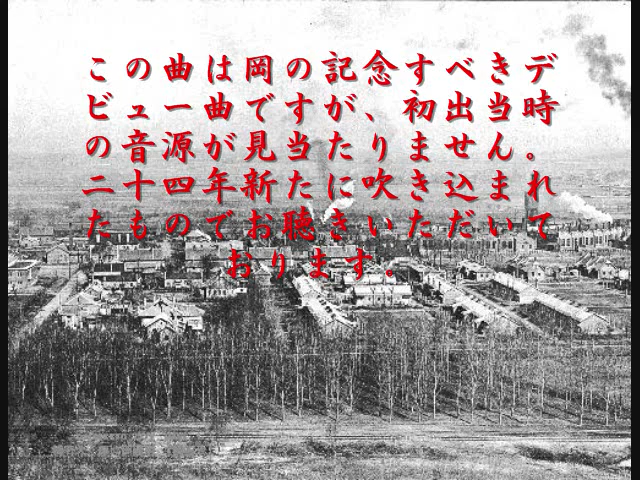 この曲は岡の記念すべきデ
ビュー曲ですが、初出当時
の音源が見当たりません。
二十四年新たに吹き込まれ
たものでお聴きいただいて
おります。